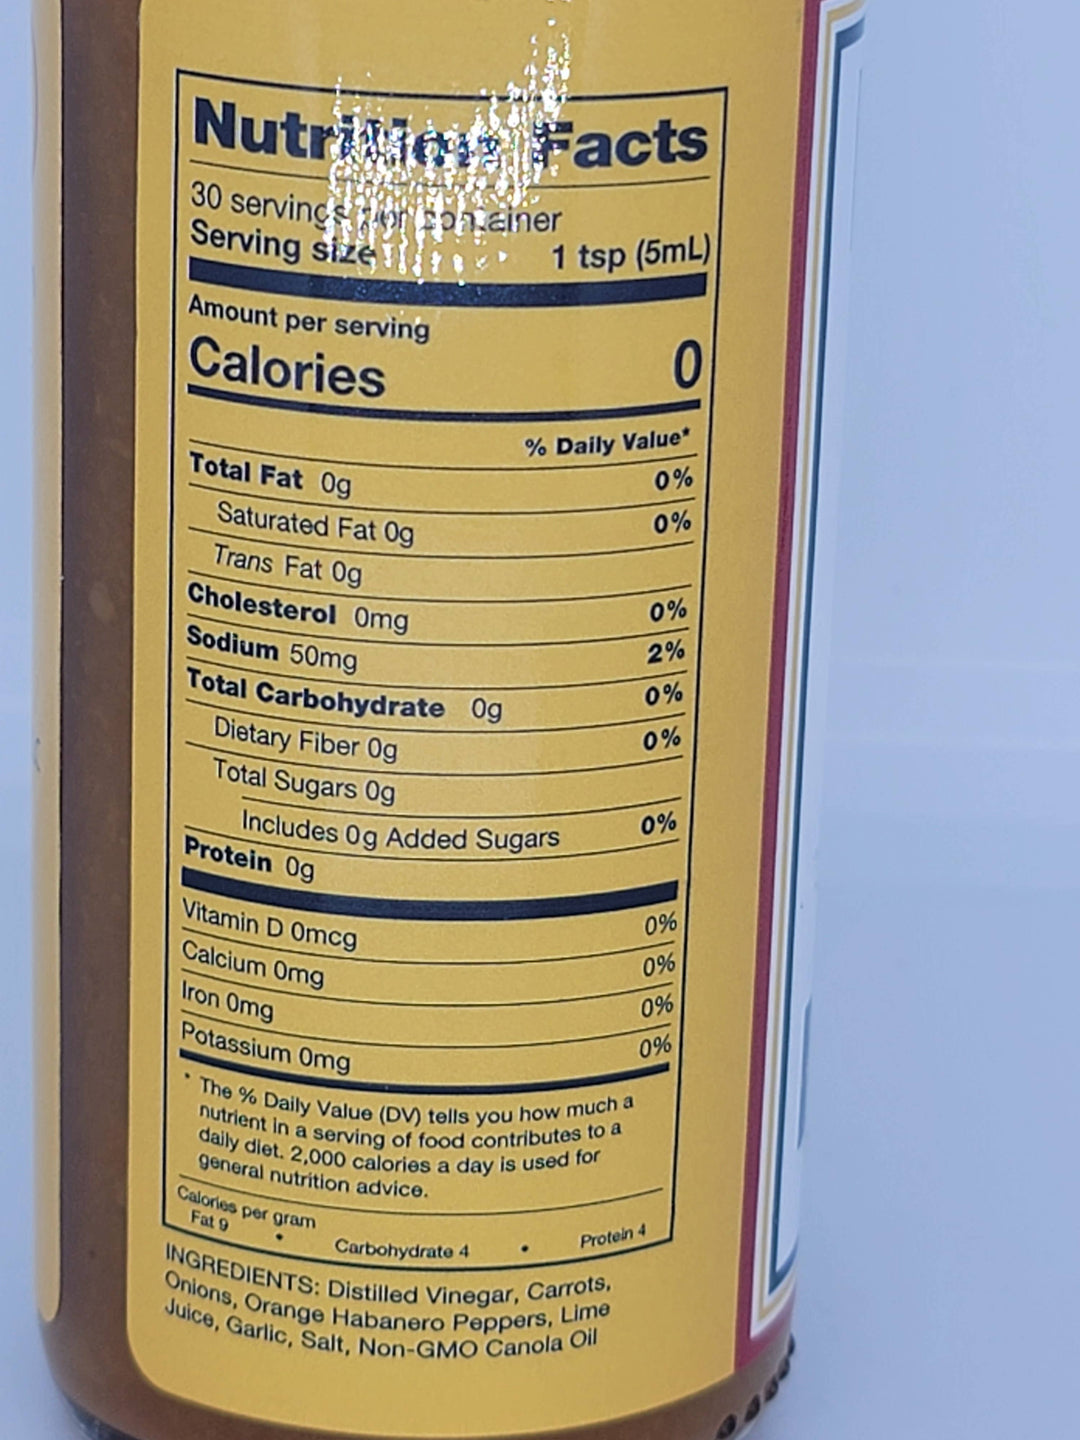 Nutrition Facts
30 servings per container
Serving size 1 tsp (5mL)
Amount per serving
Calories 0
% Daily Value*
Total Fat 0g 0%
Saturated Fat 0g 0%
Trans Fat 0g
Cholesterol 0mg 0%
Sodium 50mg 2%
Total Carbohydrate 0g 0%
Dietary Fiber 0g 0%
Total Sugars 0g
Includes 0g Added Sugars 0%
Protein 0g
Vitamin D 0mcg 0%
Calcium 0mg 0%
Iron 0mg 0%
Potassium 0mg 0%
* The % Daily Value (DV) tells you how much a
nutrient in a serving of food contributes to a
daily diet. 2,000 calories a day is used for
general nutrition advice.
Calories per gram
Fat 9 • Carbohydrate 4 • Protein 4
INGREDIENTS: Distilled Vinegar, Carrots,
Onions, Orange Habanero Peppers, Lime
Juice, Garlic, Salt, Non-GMO Canola Oil